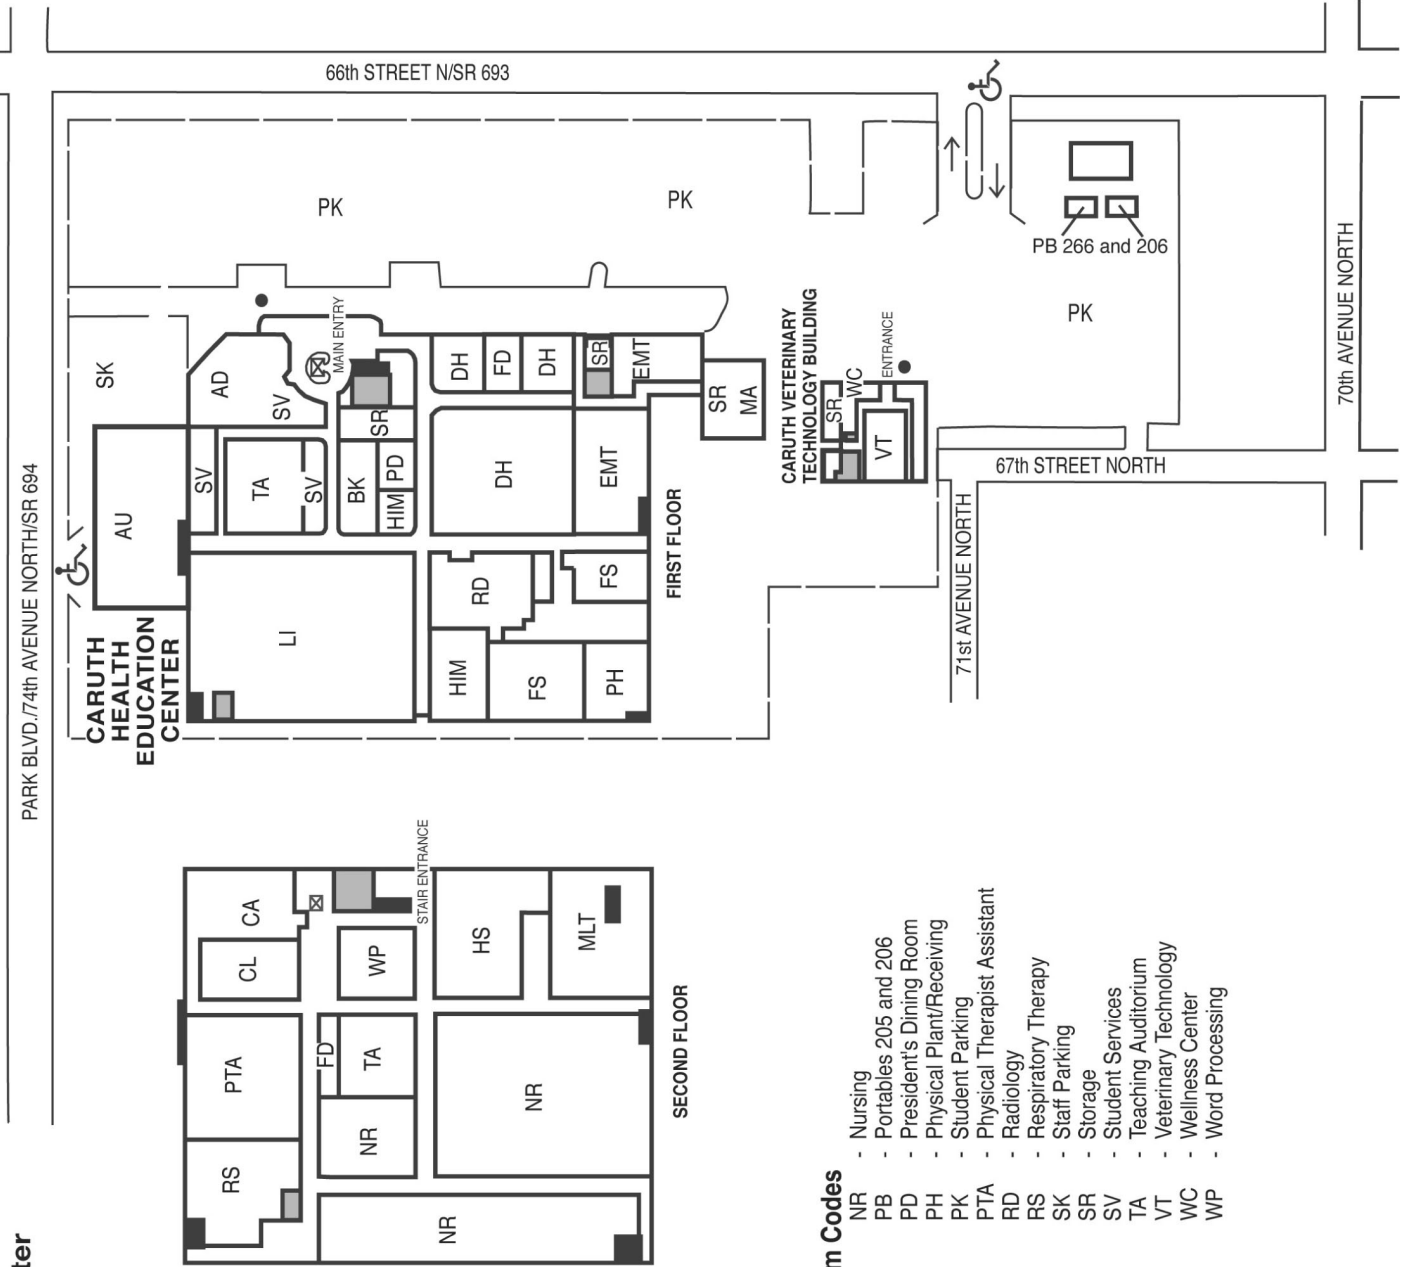 66th STREET N/SR 693
PARK BLVD./74th AVENUE NORTH/SR 694
70th AVENUE NORTH
67th STREET NORTH
71st AVENUE NORTH
PK
PK
PK
PB 266 and 206
SK
MAIN ENTRY
AD
SV
SR
DH
FD
DH
SR
EMT
SR
MA
AU
SV
TA
SV
BK
PD
HIM
DH
EMT
LI
RD
FS
HIM
FS
PH
FIRST FLOOR
CARUTH
HEALTH
EDUCATION
CENTER
CARUTH VETERINARY
TECHNOLOGY BUILDING
SR
WC
VT
ENTRANCE
CA
CL
WP
STAIR ENTRANCE
HS
MLT
PTA
FD
TA
NR
NR
RS
NR
SECOND FLOOR
ter
m Codes
NR - Nursing
PB - Portables 205 and 206
PD - President's Dining Room
PH - Physical Plant/Receiving
PK - Student Parking
PTA - Physical Therapist Assistant
RD - Radiology
RS - Respiratory Therapy
SK - Staff Parking
SR - Storage
SV - Student Services
TA - Teaching Auditorium
VT - Veterinary Technology
WC - Wellness Center
WP - Word Processing